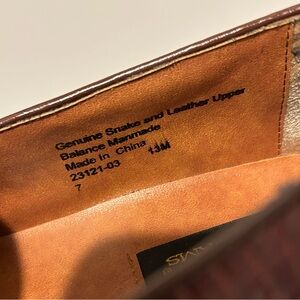 Genuine Snake and Leather Upper
Balance Manmade
Made In China 13M
23121-03
7